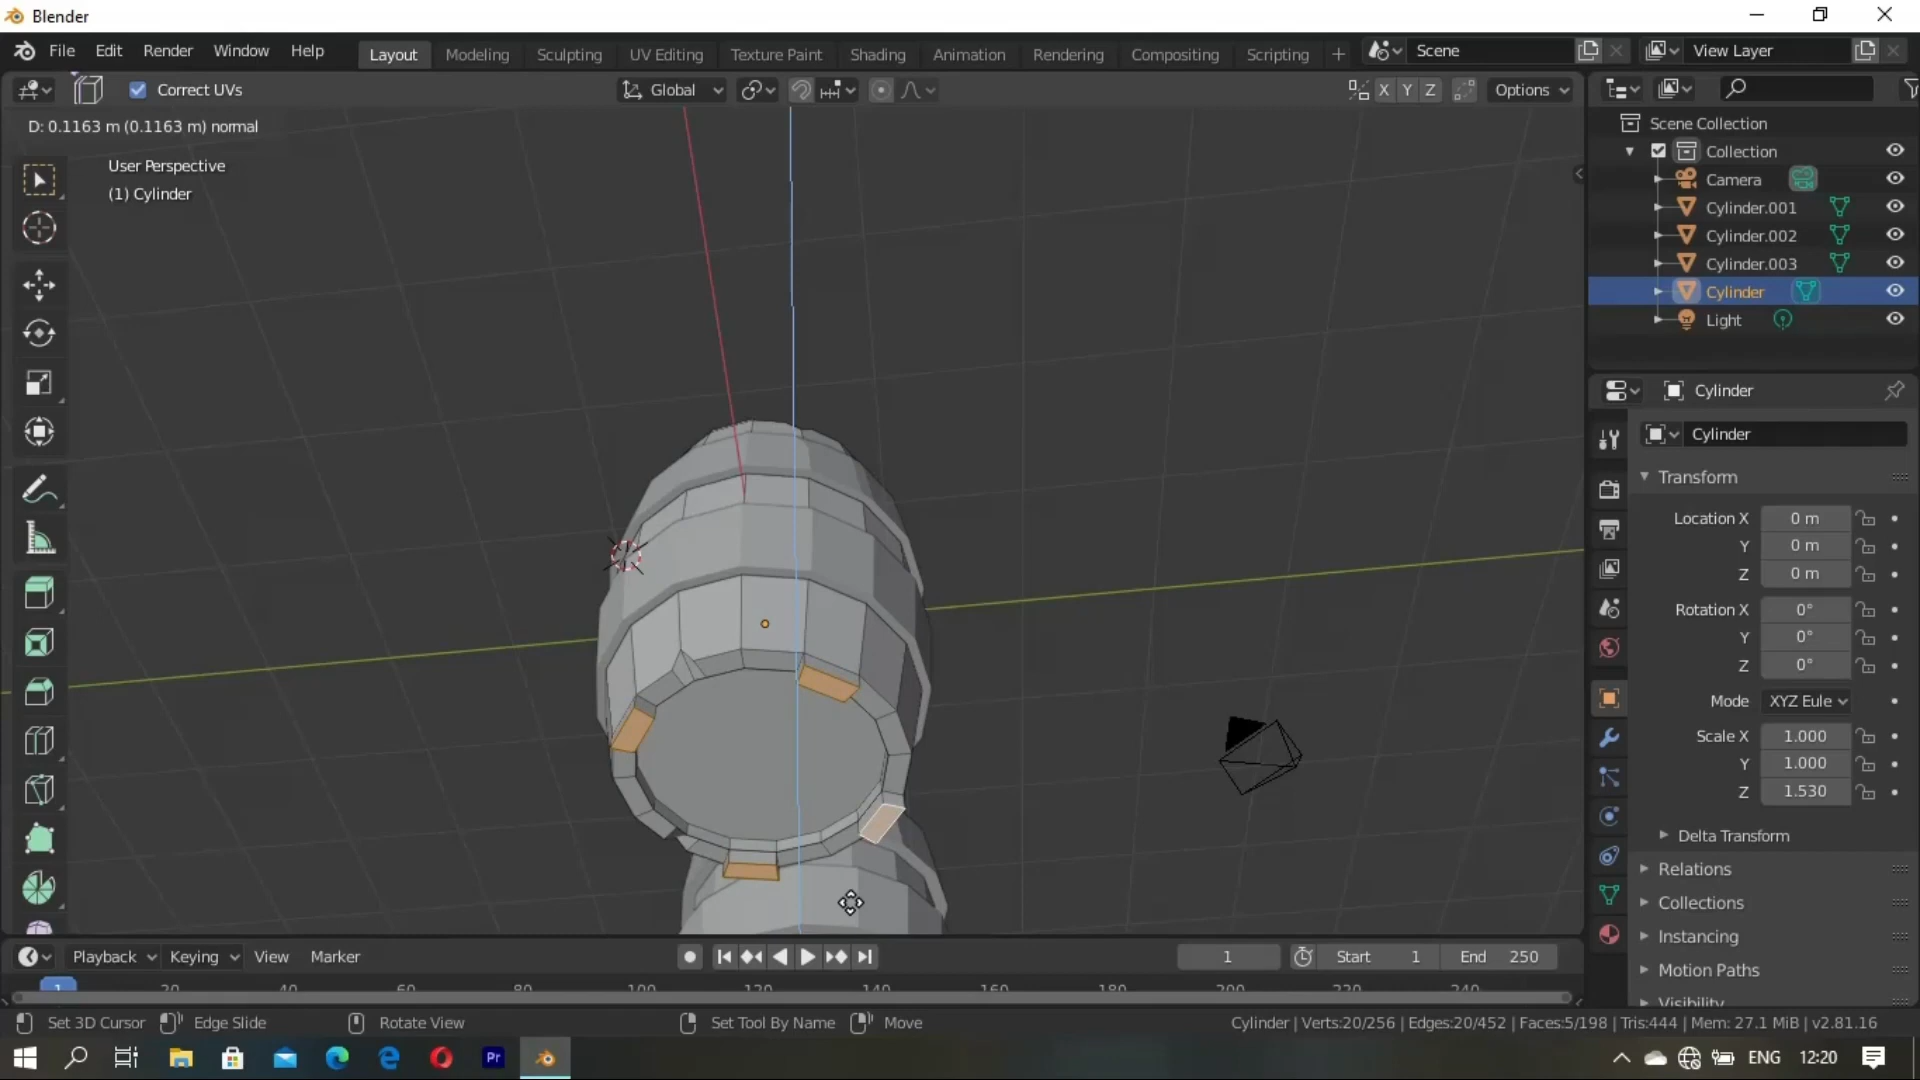 Blender
File Edit Render Window Help
Layout Modeling Sculpting UV Editing Texture Paint Shading Animation Rendering Compositing Scripting +
Scene
View Layer
Correct UVs
Global
X Y Z
Options
D: 0.1163 m (0.1163 m) normal
User Perspective
(1) Cylinder
Scene Collection
Collection
Camera
Cylinder.001
Cylinder.002
Cylinder.003
Cylinder
Light
Cylinder
Cylinder
Transform
Location X 0 m
Y 0 m
Z 0 m
Rotation X 0°
Y 0°
Z 0°
Mode XYZ Eule
Scale X 1.000
Y 1.000
Z 1.530
Delta Transform
Relations
Collections
Instancing
Motion Paths
Visibility
Playback Keying View Marker
1
Start 1
End 250
1 20 40 60 80 100 120 140 160 180 200 220 240
Set 3D Cursor
Edge Slide
Rotate View
Set Tool By Name
Move
Cylinder | Verts:20/256 | Edges:20/452 | Faces:5/198 | Tris:444 | Mem: 27.1 MiB | v2.81.16
Pr
ENG 12:20